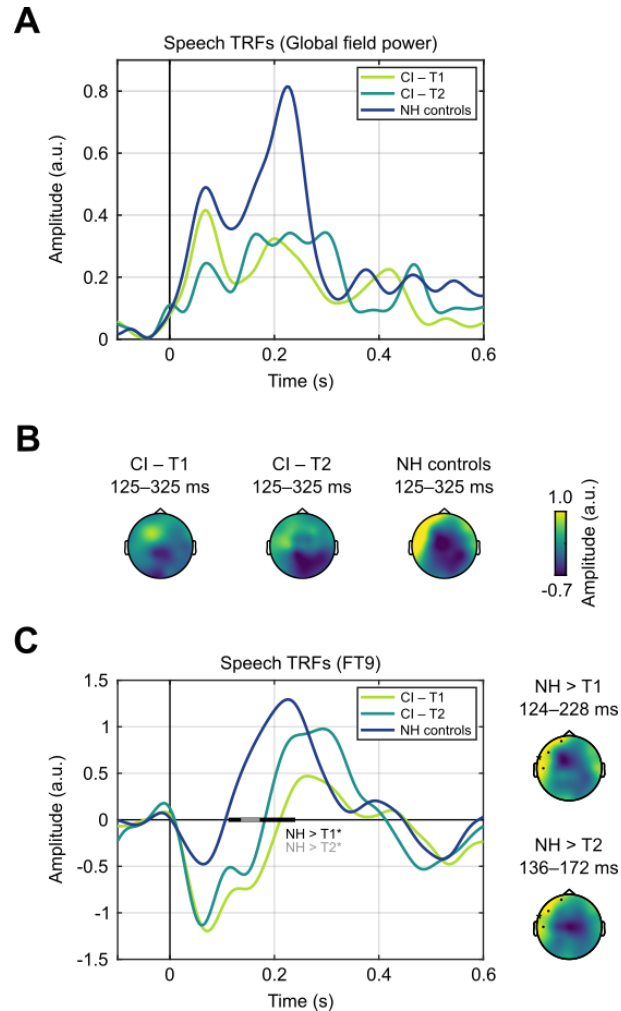 A
Speech TRFs (Global field power)
CI – T1
CI – T2
NH controls
0.8
0.6
0.4
0.2
0
Amplitude (a.u.)
0
0.2
0.4
0.6
Time (s)
B
CI – T1
125–325 ms
CI – T2
125–325 ms
NH controls
125–325 ms
1.0
-0.7
Amplitude (a.u.)
C
Speech TRFs (FT9)
CI – T1
CI – T2
NH controls
1.5
1
0.5
0
-0.5
-1
-1.5
Amplitude (a.u.)
NH > T1*
NH > T2*
0
0.2
0.4
0.6
Time (s)
NH > T1
124–228 ms
NH > T2
136–172 ms